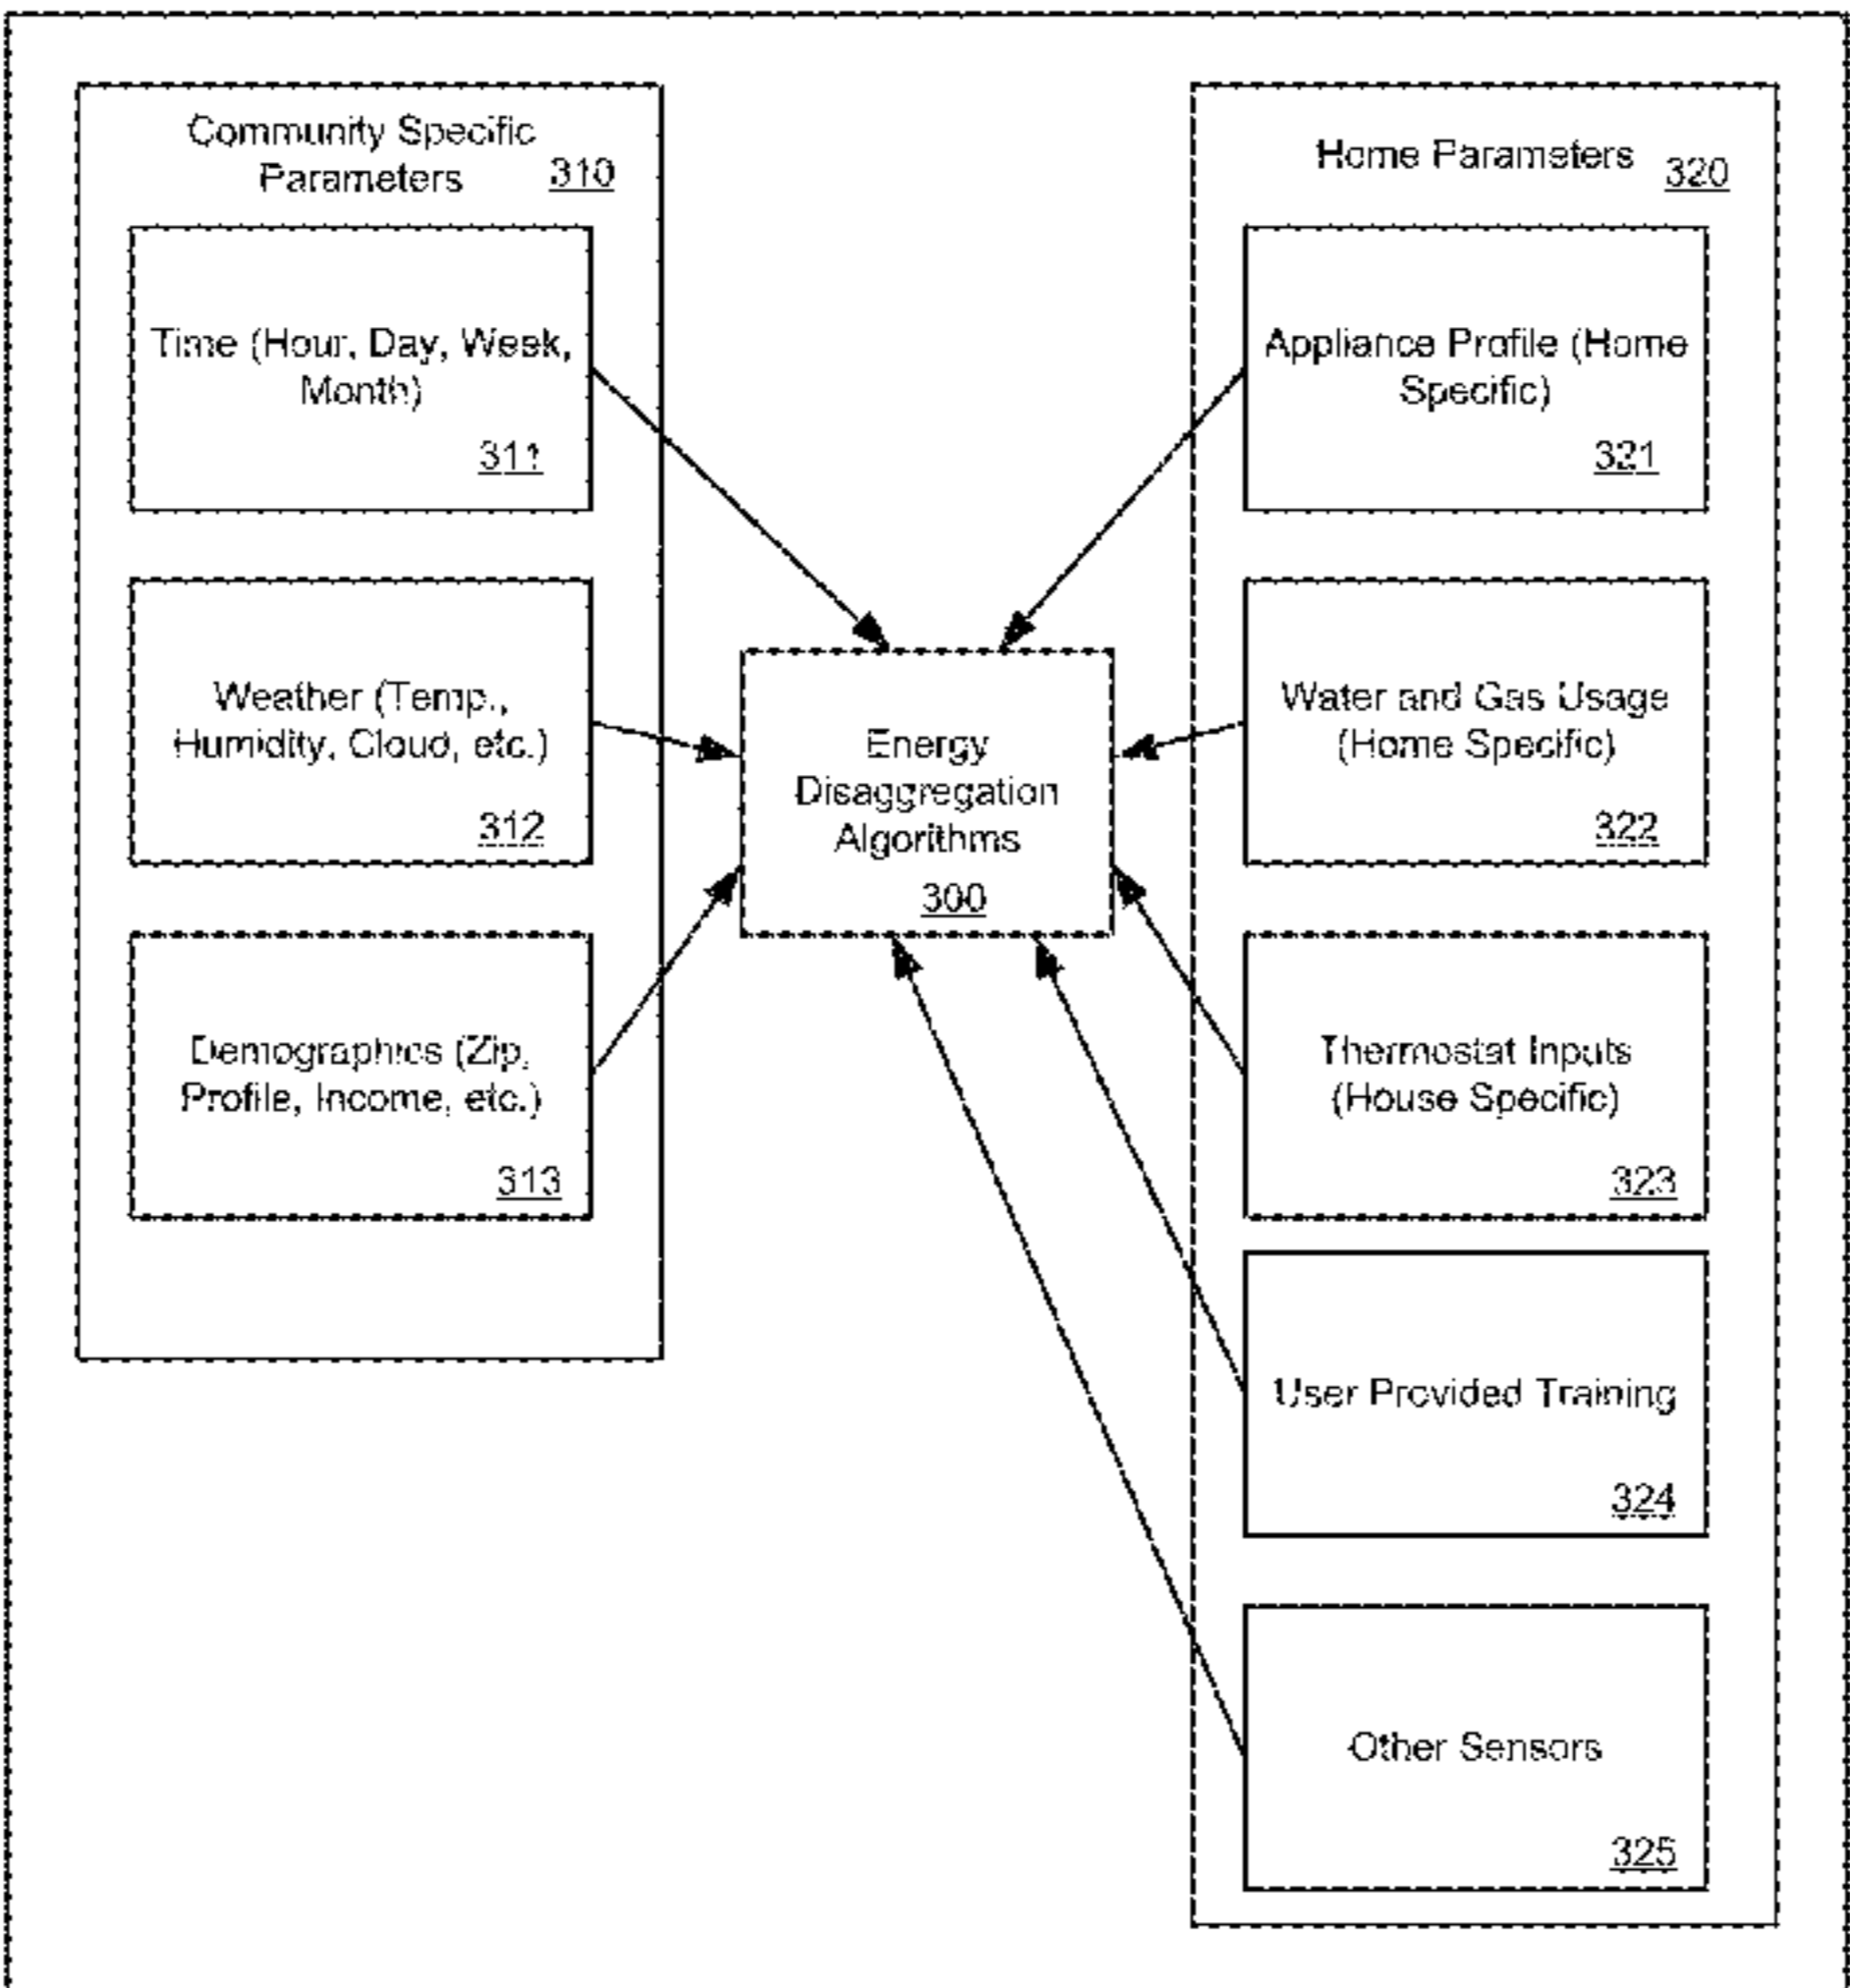 Community Specific
Parameters 310
Time (Hour, Day, Week,
Month)
311
Weather (Temp.,
Humidity, Cloud, etc.)
312
Demographics (Zip,
Profile, Income, etc.)
313
Energy
Disaggregation
Algorithms
300
Home Parameters 320
Appliance Profile (Home
Specific)
321
Water and Gas Usage
(Home Specific)
322
Thermostat Inputs
(House Specific)
323
User Provided Training
324
Other Sensors
325